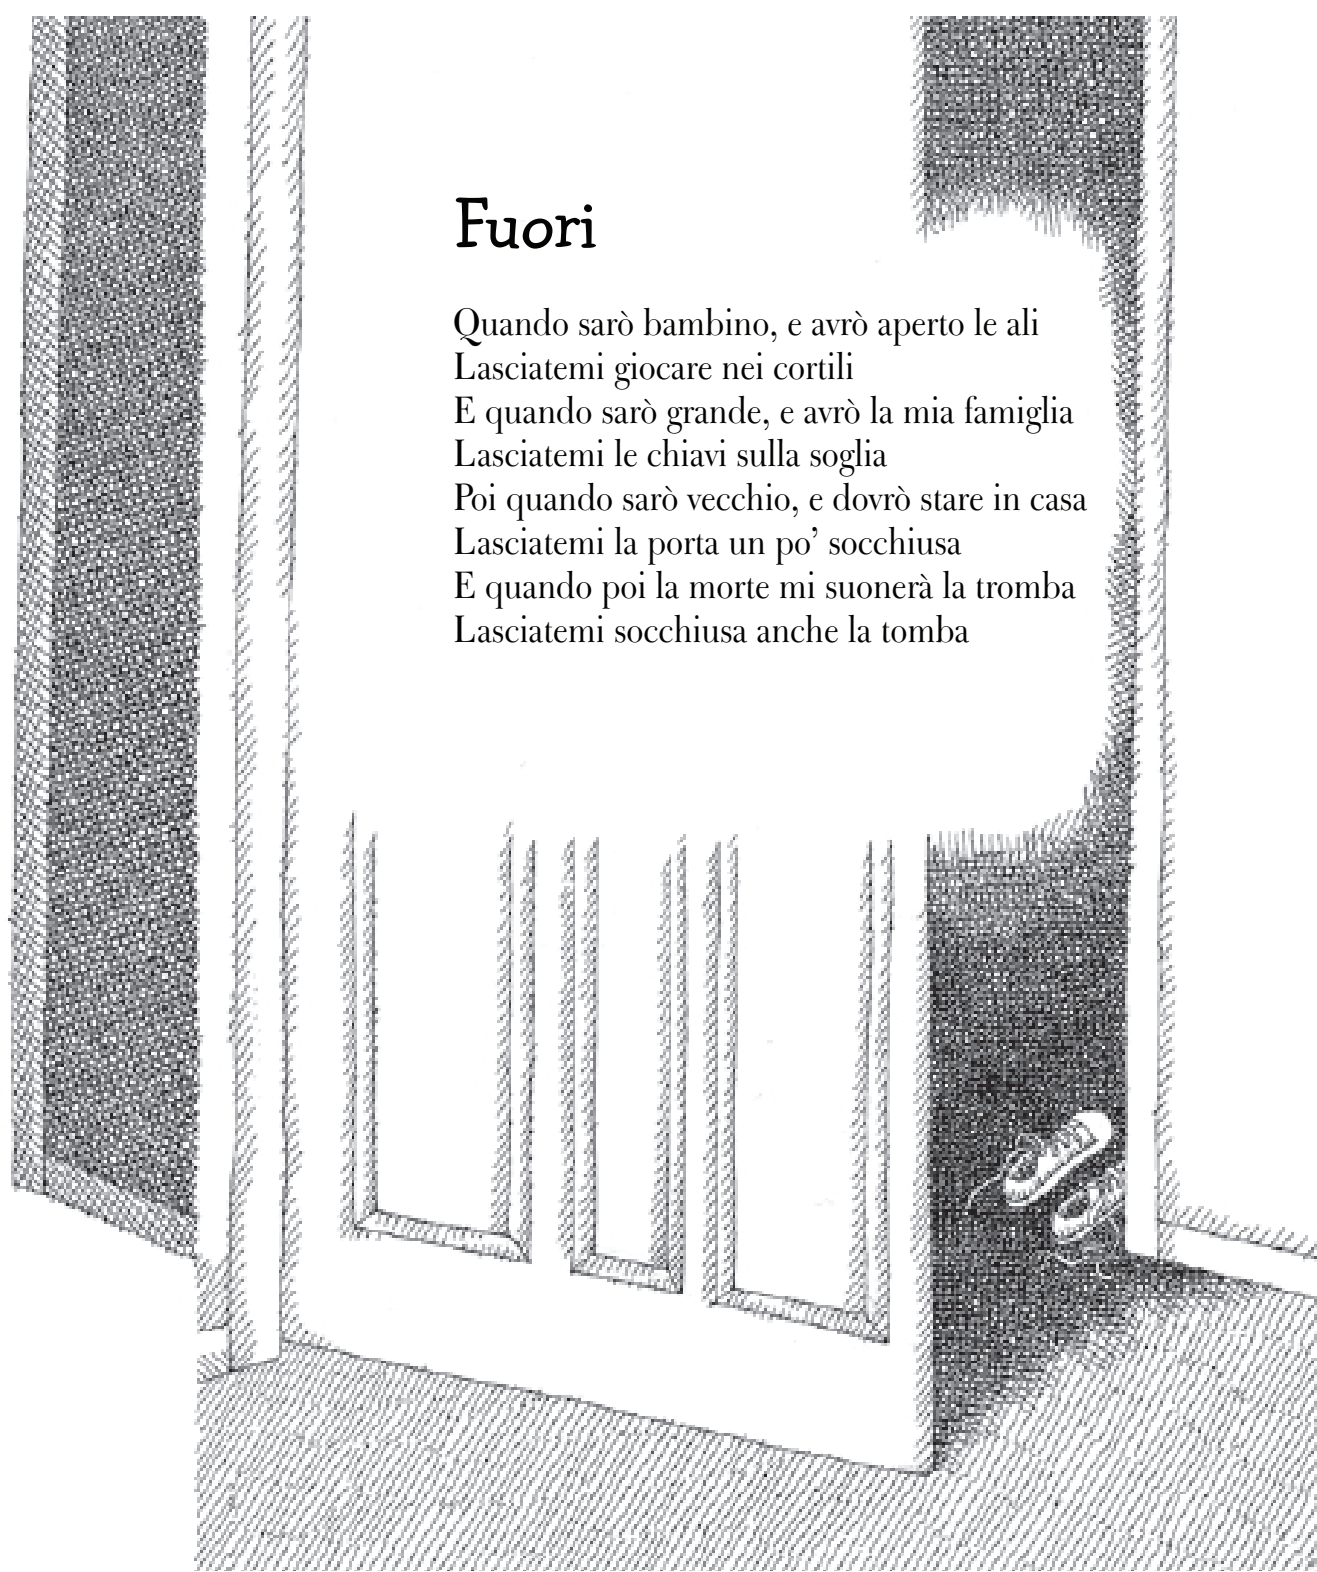 Fuori
Quando sarò bambino, e avrò aperto le ali
Lasciatemi giocare nei cortili
E quando sarò grande, e avrò la mia famiglia
Lasciatemi le chiavi sulla soglia
Poi quando sarò vecchio, e dovrò stare in casa
Lasciatemi la porta un po’ socchiusa
E quando poi la morte mi suonerà la tromba
Lasciatemi socchiusa anche la tomba